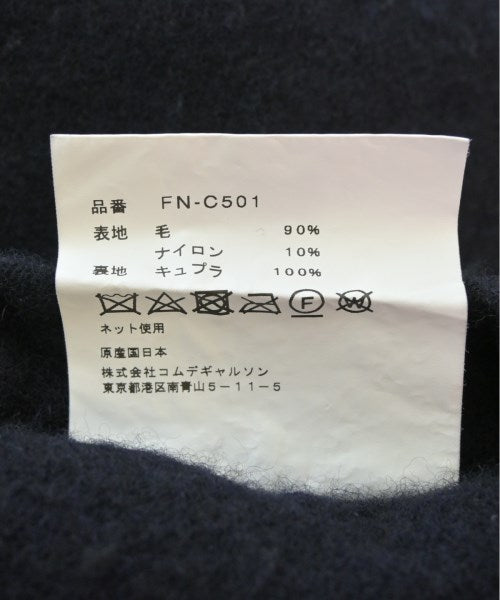 品番 FN-C501
表地 毛 90%
ナイロン 10%
裏地 キュプラ 100%
F W
ネット使用
原産国日本
株式会社コムデギャルソン
東京都港区南青山5-11-5